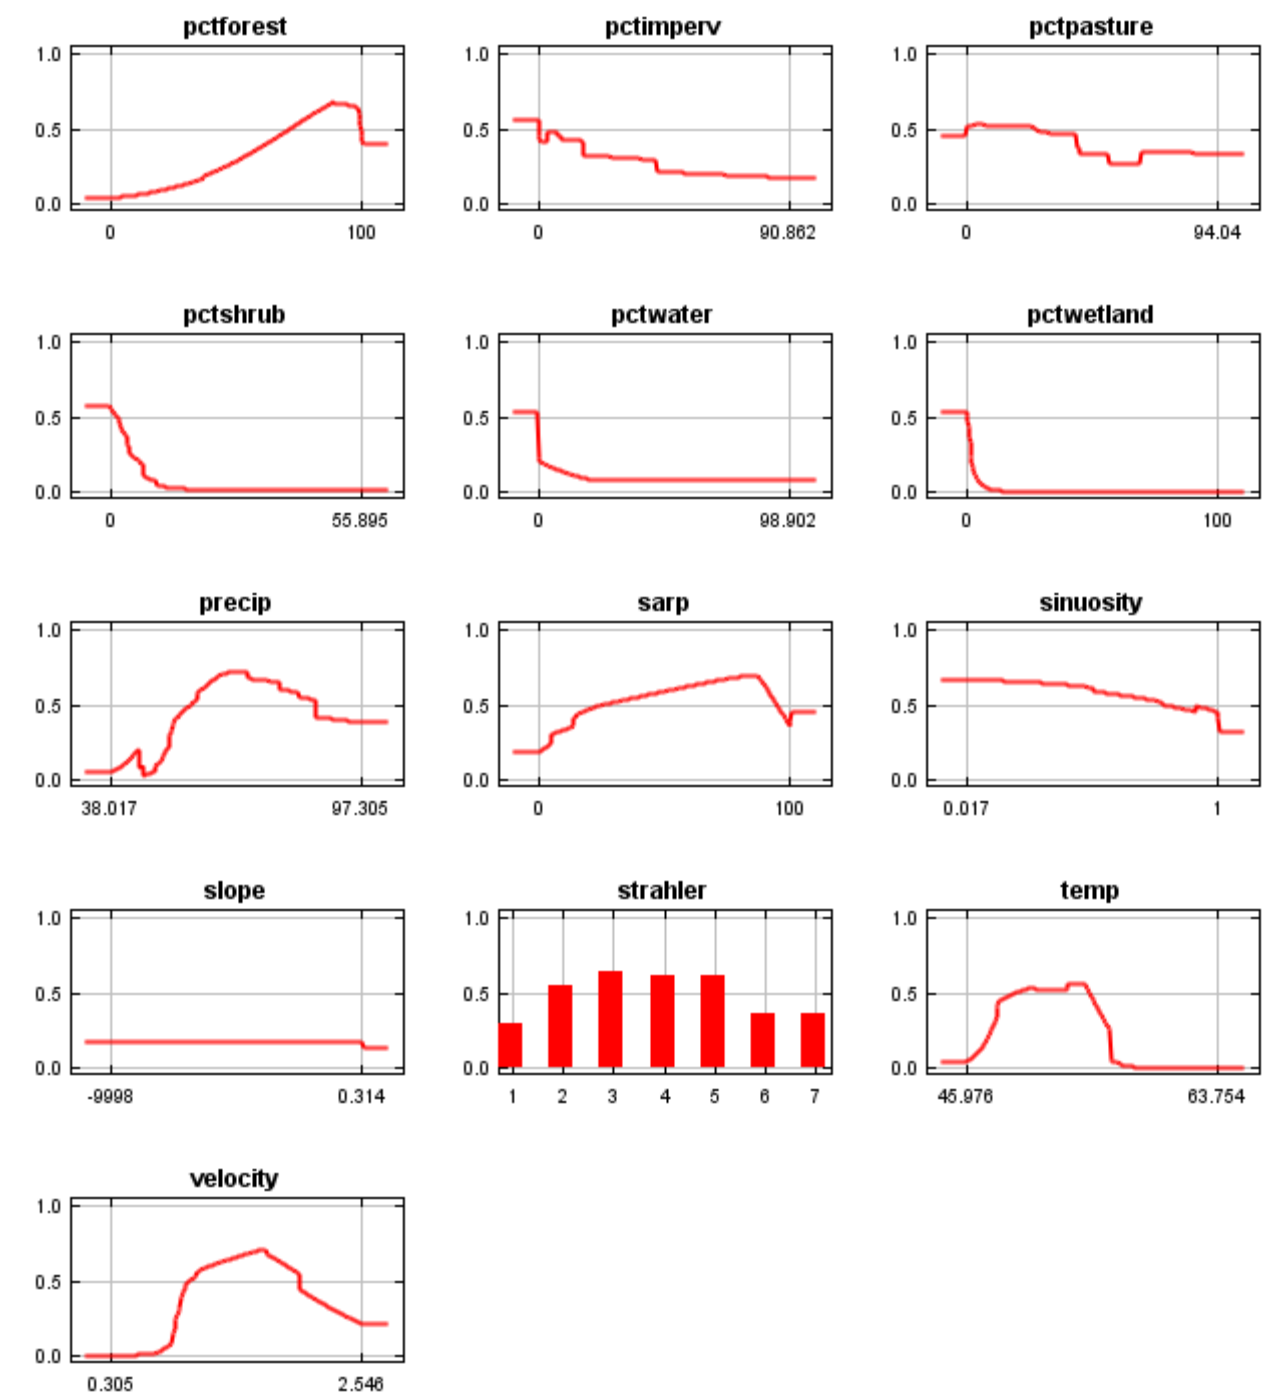 pctforest pctimperv pctpasture
1.0 1.0 1.0
0.5 0.5 0.5
0.0 0.0 0.0
0 100 0 90.862 0 94.04
pctshrub pctwater pctwetland
1.0 1.0 1.0
0.5 0.5 0.5
0.0 0.0 0.0
0 55.895 0 98.902 0 100
precip sarp sinuosity
1.0 1.0 1.0
0.5 0.5 0.5
0.0 0.0 0.0
38.017 97.305 0 100 0.017 1
slope strahler temp
1.0 1.0 1.0
0.5 0.5 0.5
0.0 0.0 0.0
-9998 0.314 1 2 3 4 5 6 7 45.976 63.754
velocity
1.0
0.5
0.0
0.305 2.546